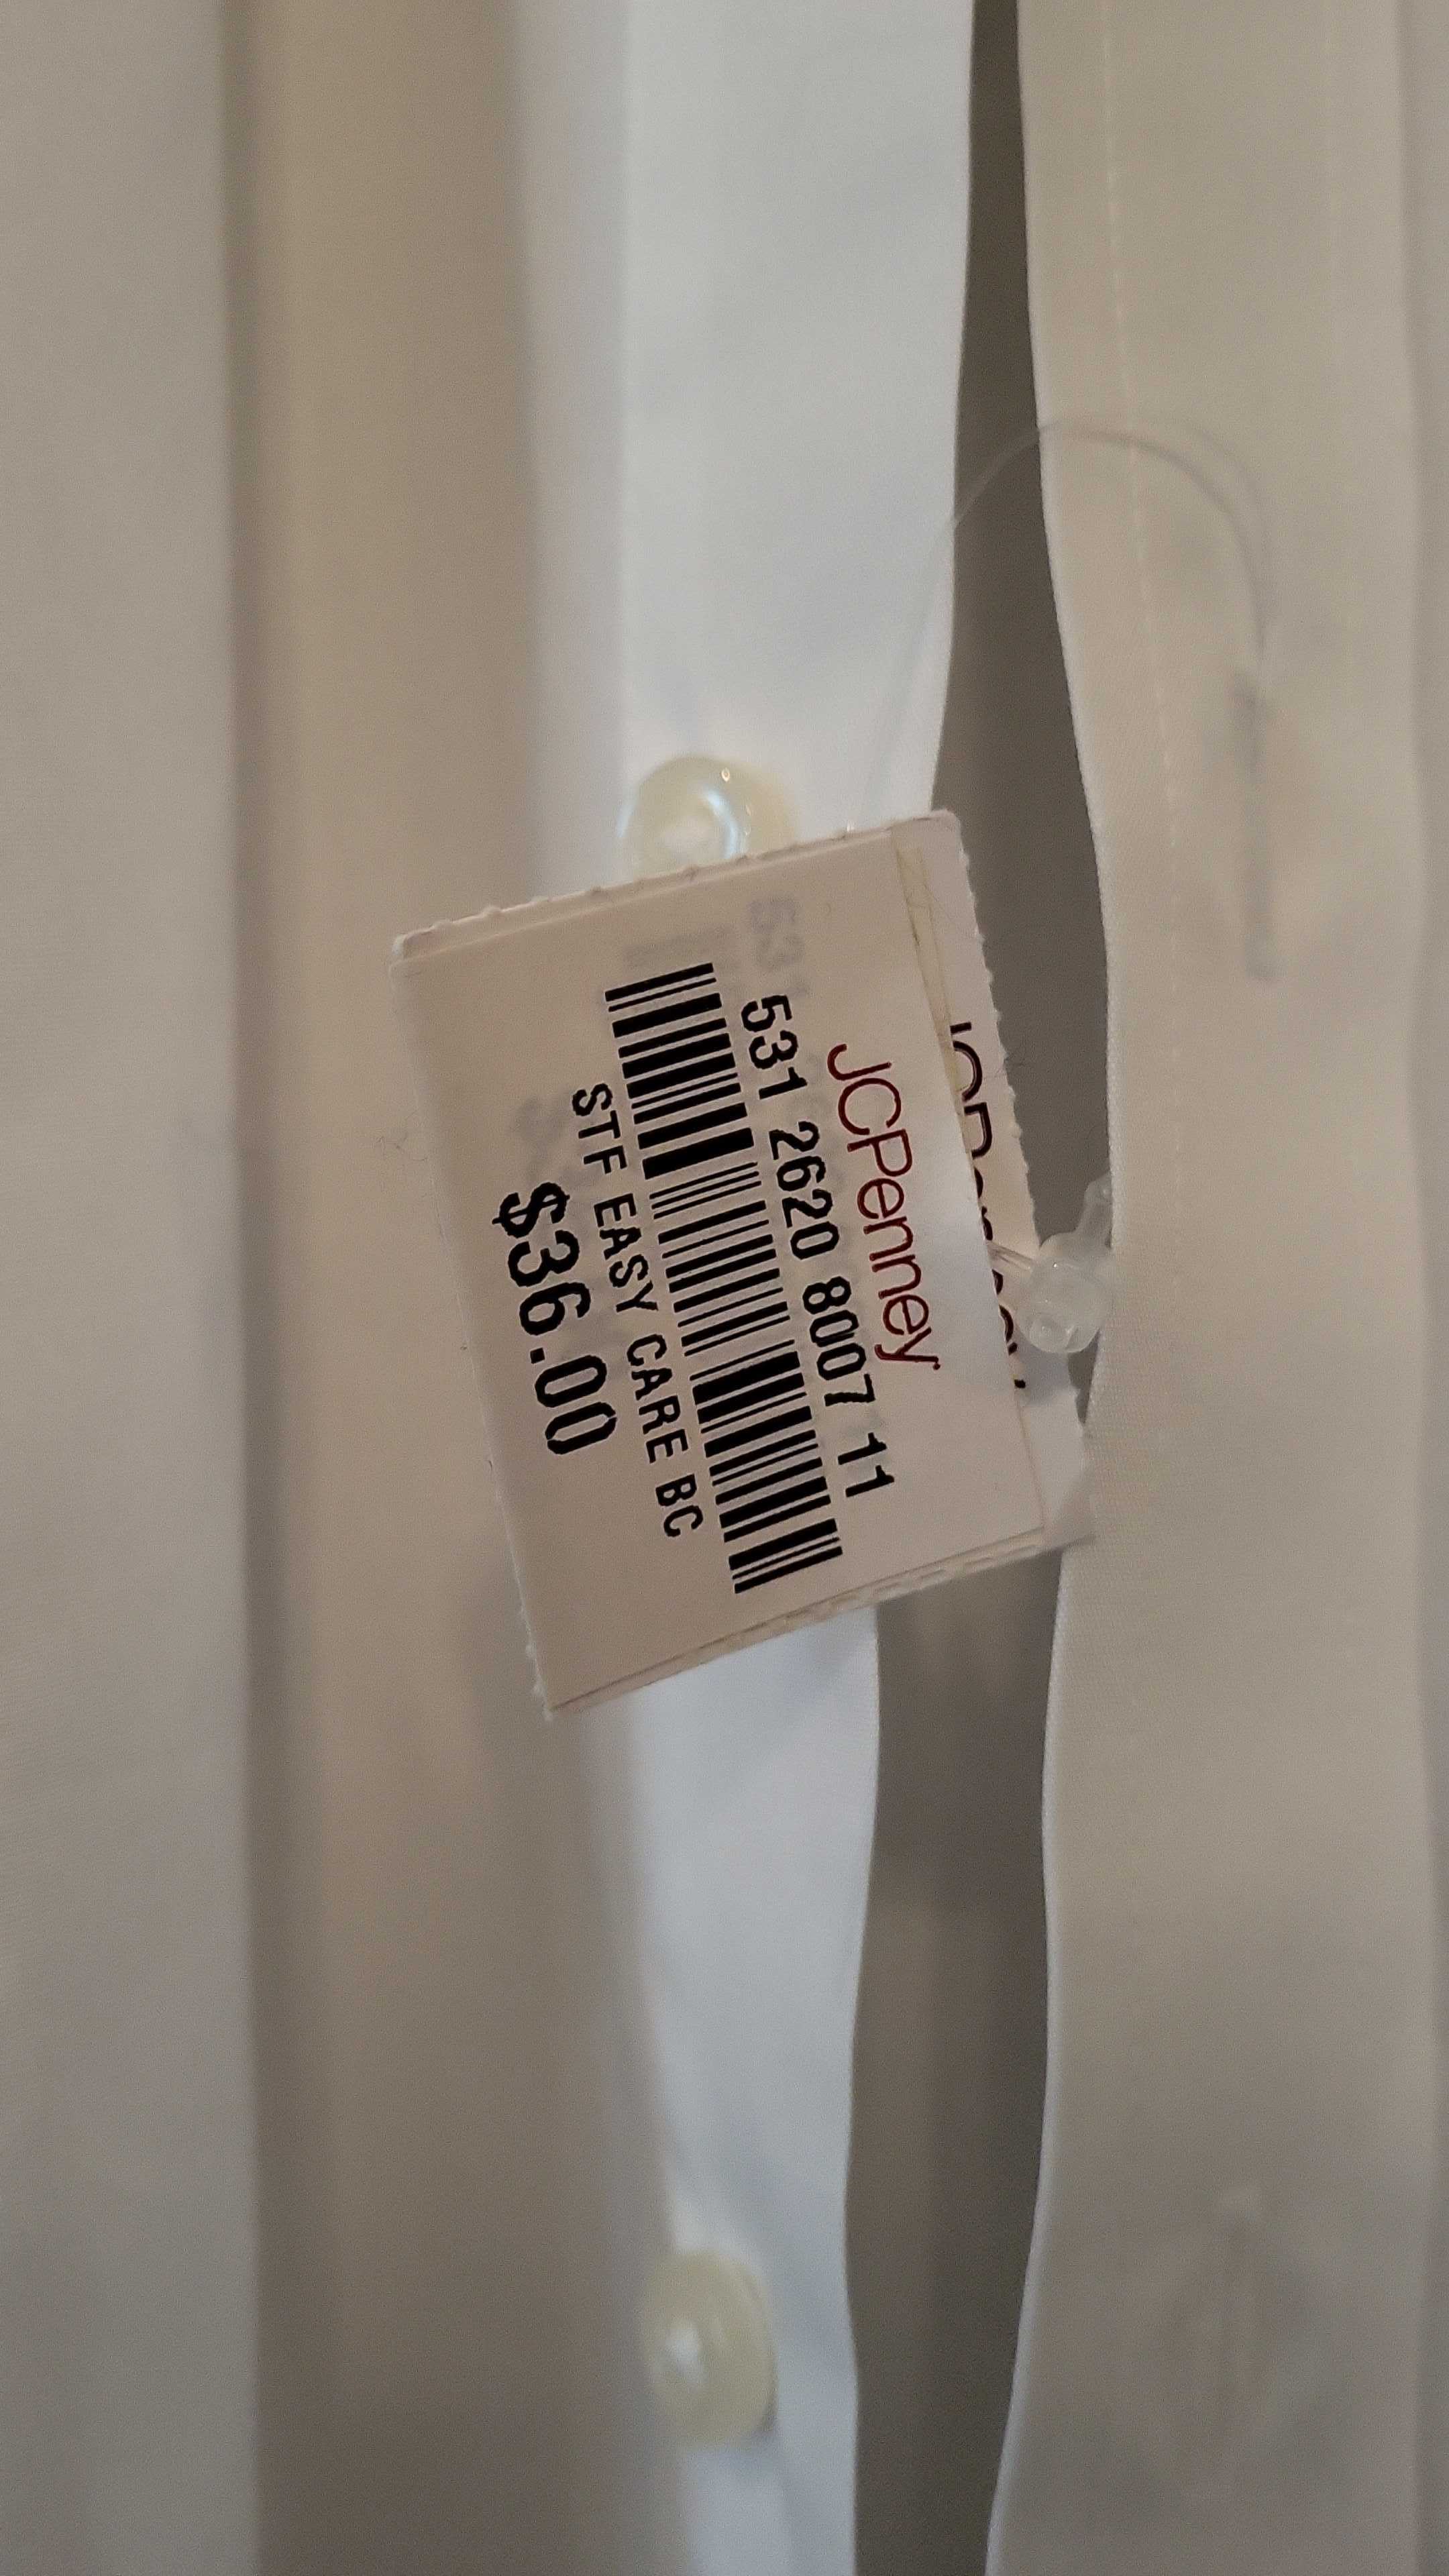 JCPenney
531 2620 8007 11
STF EASY CARE BC
$36.00